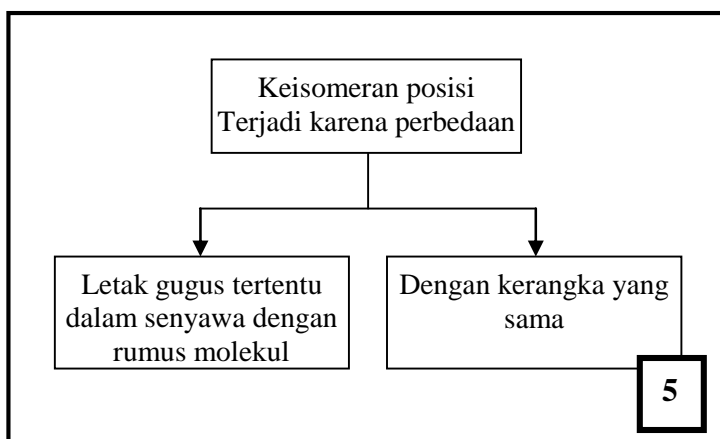 Keisomeran posisi
Terjadi karena perbedaan
Letak gugus tertentu
dalam senyawa dengan
rumus molekul
Dengan kerangka yang
sama
5